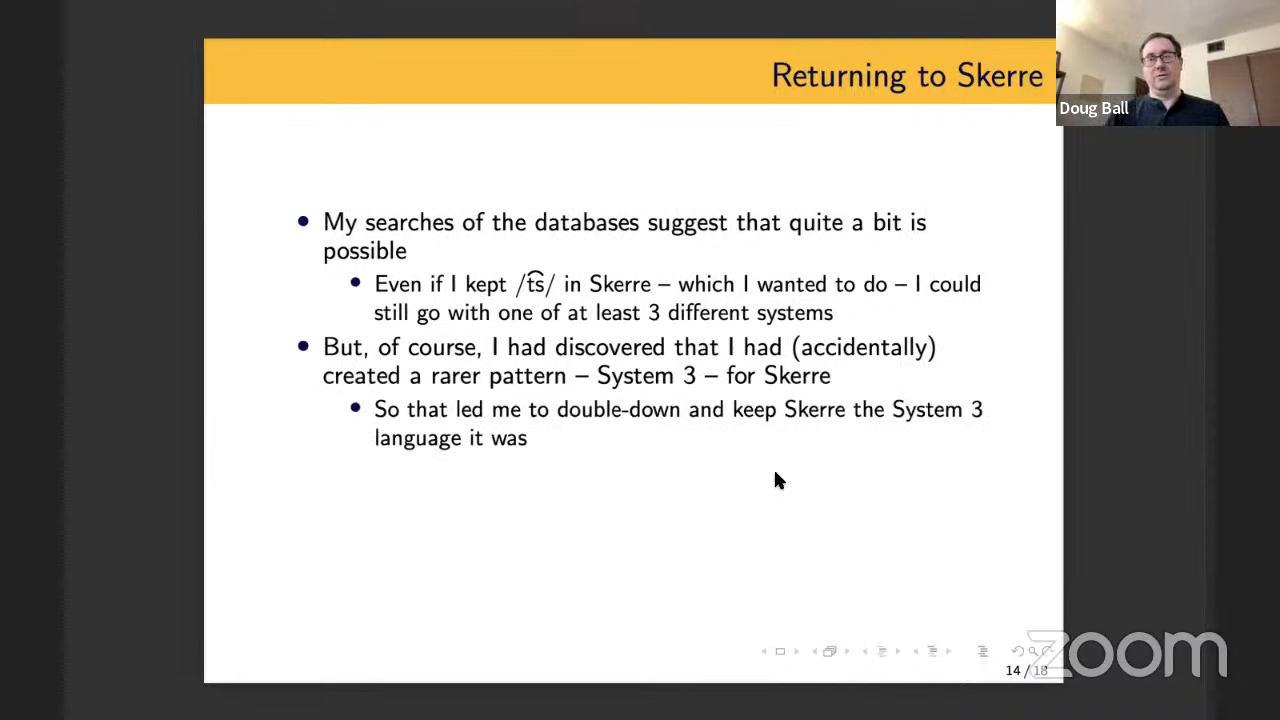 Returning to Skerre
Doug Ball
• My searches of the databases suggest that quite a bit is
possible
• Even if I kept /t͡s/ in Skerre – which I wanted to do – I could
still go with one of at least 3 different systems
• But, of course, I had discovered that I had (accidentally)
created a rarer pattern – System 3 – for Skerre
• So that led me to double-down and keep Skerre the System 3
language it was
14 / 18
zoom